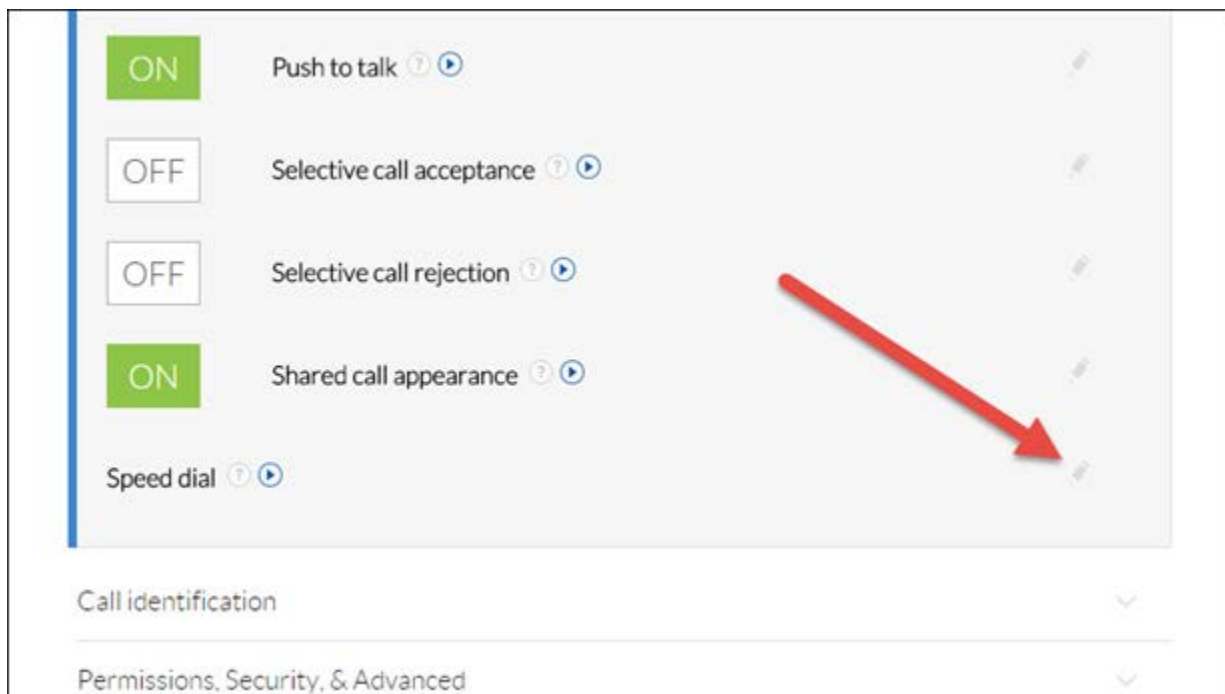 ON Push to talk ?
OFF Selective call acceptance ?
OFF Selective call rejection ?
ON Shared call appearance ?
Speed dial ?
Call identification
Permissions, Security, & Advanced